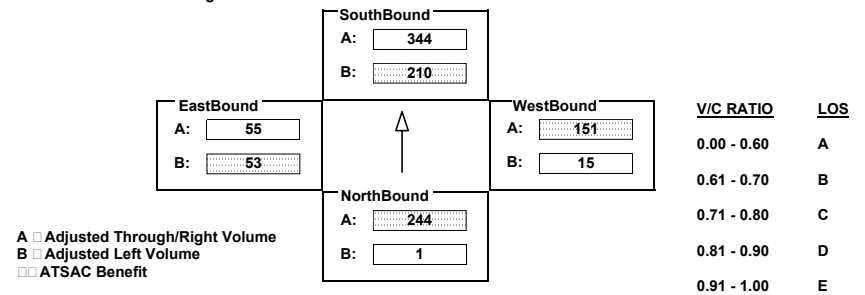 SouthBound
A: 344
B: 210
EastBound
A: 55
B: 53
WestBound
A: 151
B: 15
NorthBound
A: 244
B: 1
A □ Adjusted Through/Right Volume
B □ Adjusted Left Volume
□□ ATSAC Benefit
V/C RATIO LOS
0.00 - 0.60 A
0.61 - 0.70 B
0.71 - 0.80 C
0.81 - 0.90 D
0.91 - 1.00 E